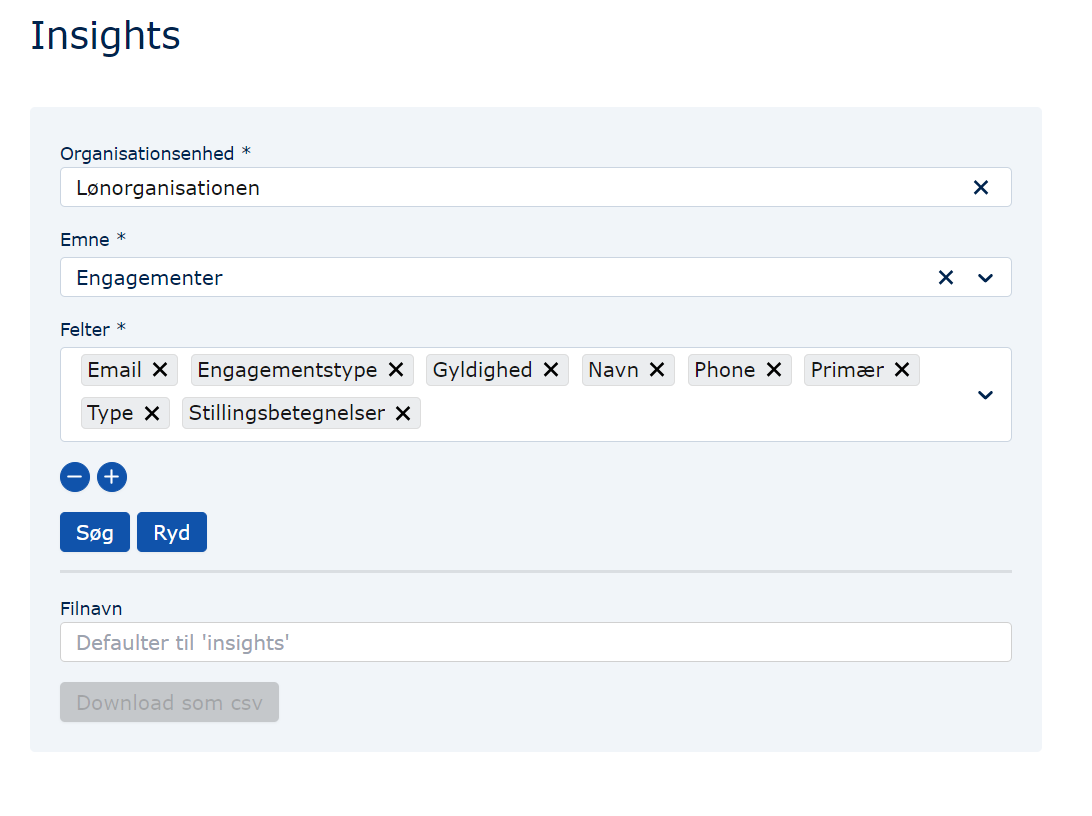 Insights
Organisationsenhed *
Lønorganisationen
Emne *
Engagementer
Felter *
Email Engagementstype Gyldighed Navn Phone Primær
Type Stillingsbetegnelser
Søg Ryd
Filnavn
Defaulter til 'insights'
Download som csv